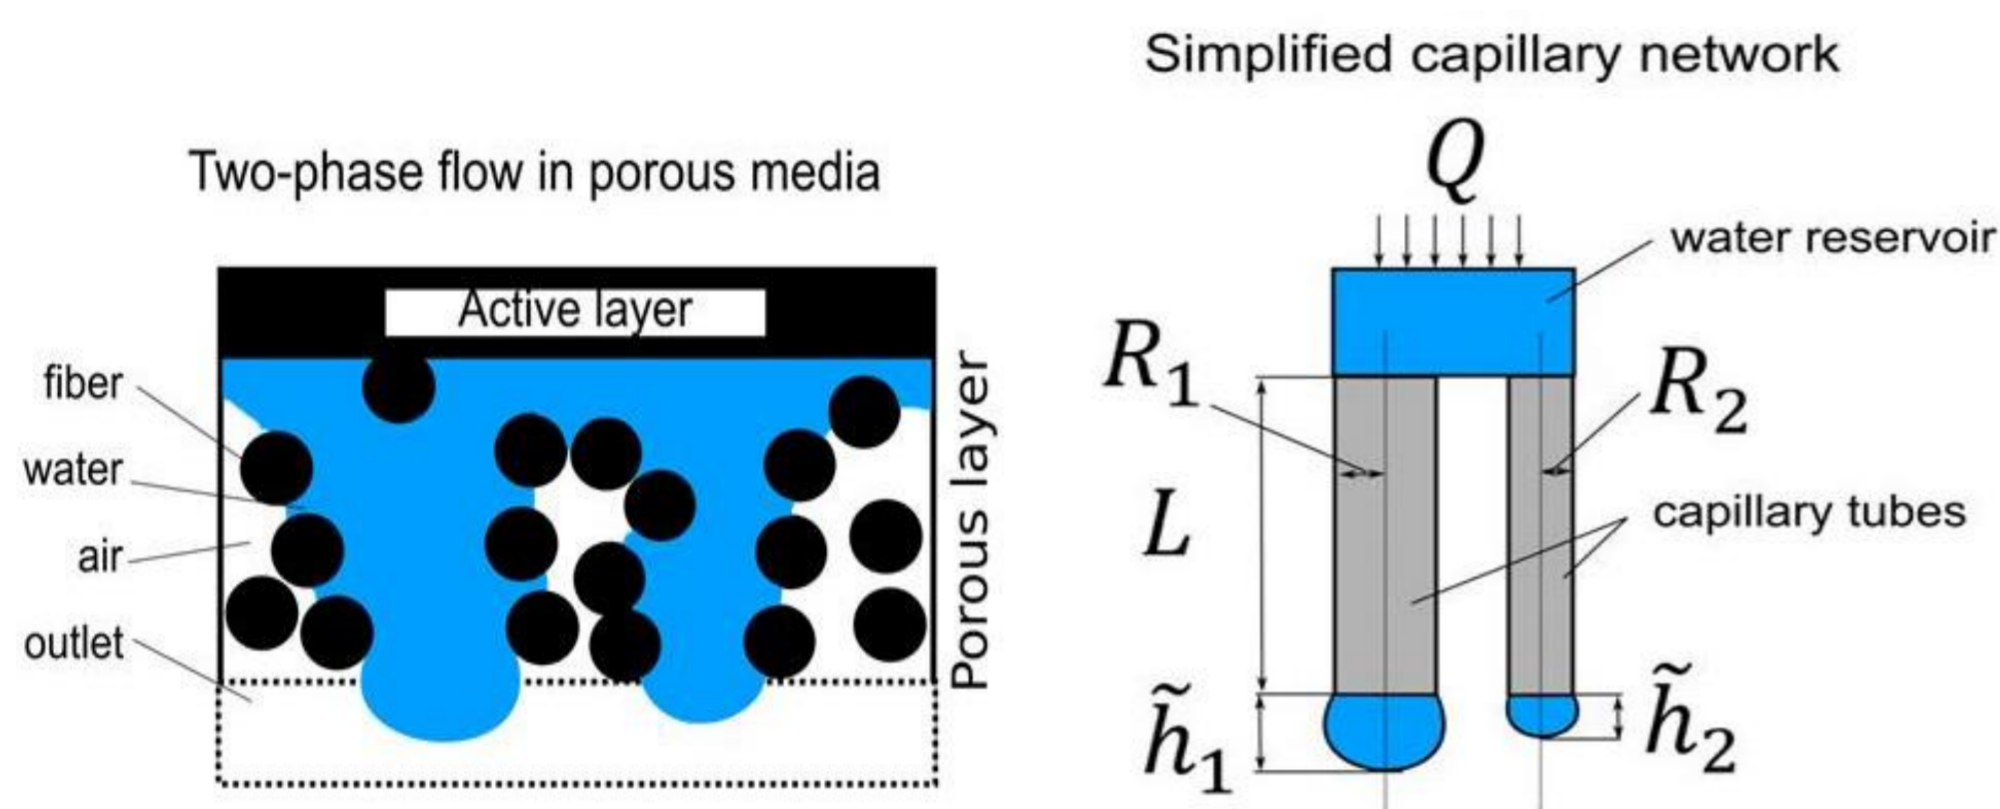 Two-phase flow in porous media
Active layer
fiber
water
air
outlet
Porous layer
Simplified capillary network
Q
water reservoir
R₁
R₂
L
capillary tubes
h̃₁
h̃₂